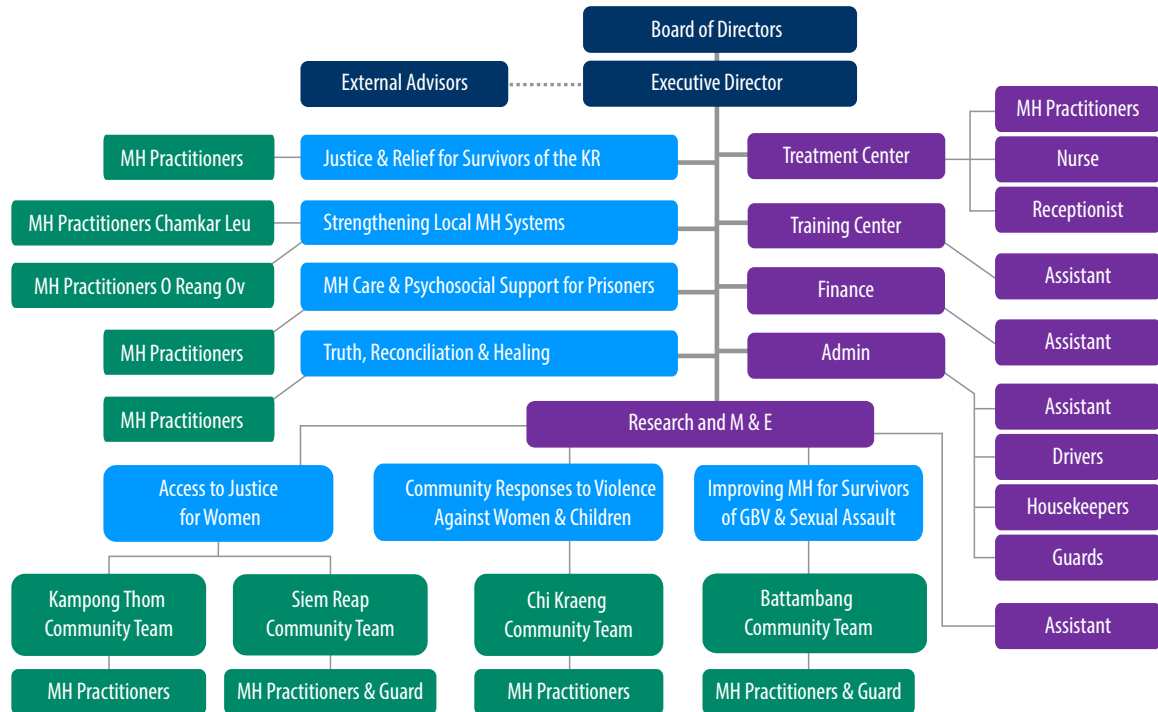 Board of Directors
External Advisors
Executive Director
MH Practitioners
MH Practitioners
Justice & Relief for Survivors of the KR
Treatment Center
Nurse
Receptionist
MH Practitioners Chamkar Leu
Strengthening Local MH Systems
Training Center
MH Practitioners O Reang Ov
MH Care & Psychosocial Support for Prisoners
Finance
Assistant
MH Practitioners
Truth, Reconciliation & Healing
Admin
Assistant
MH Practitioners
Research and M & E
Assistant
Drivers
Housekeepers
Guards
Access to Justice
for Women
Community Responses to Violence
Against Women & Children
Improving MH for Survivors
of GBV & Sexual Assault
Kampong Thom
Community Team
Siem Reap
Community Team
Chi Kraeng
Community Team
Battambang
Community Team
Assistant
MH Practitioners
MH Practitioners & Guard
MH Practitioners
MH Practitioners & Guard